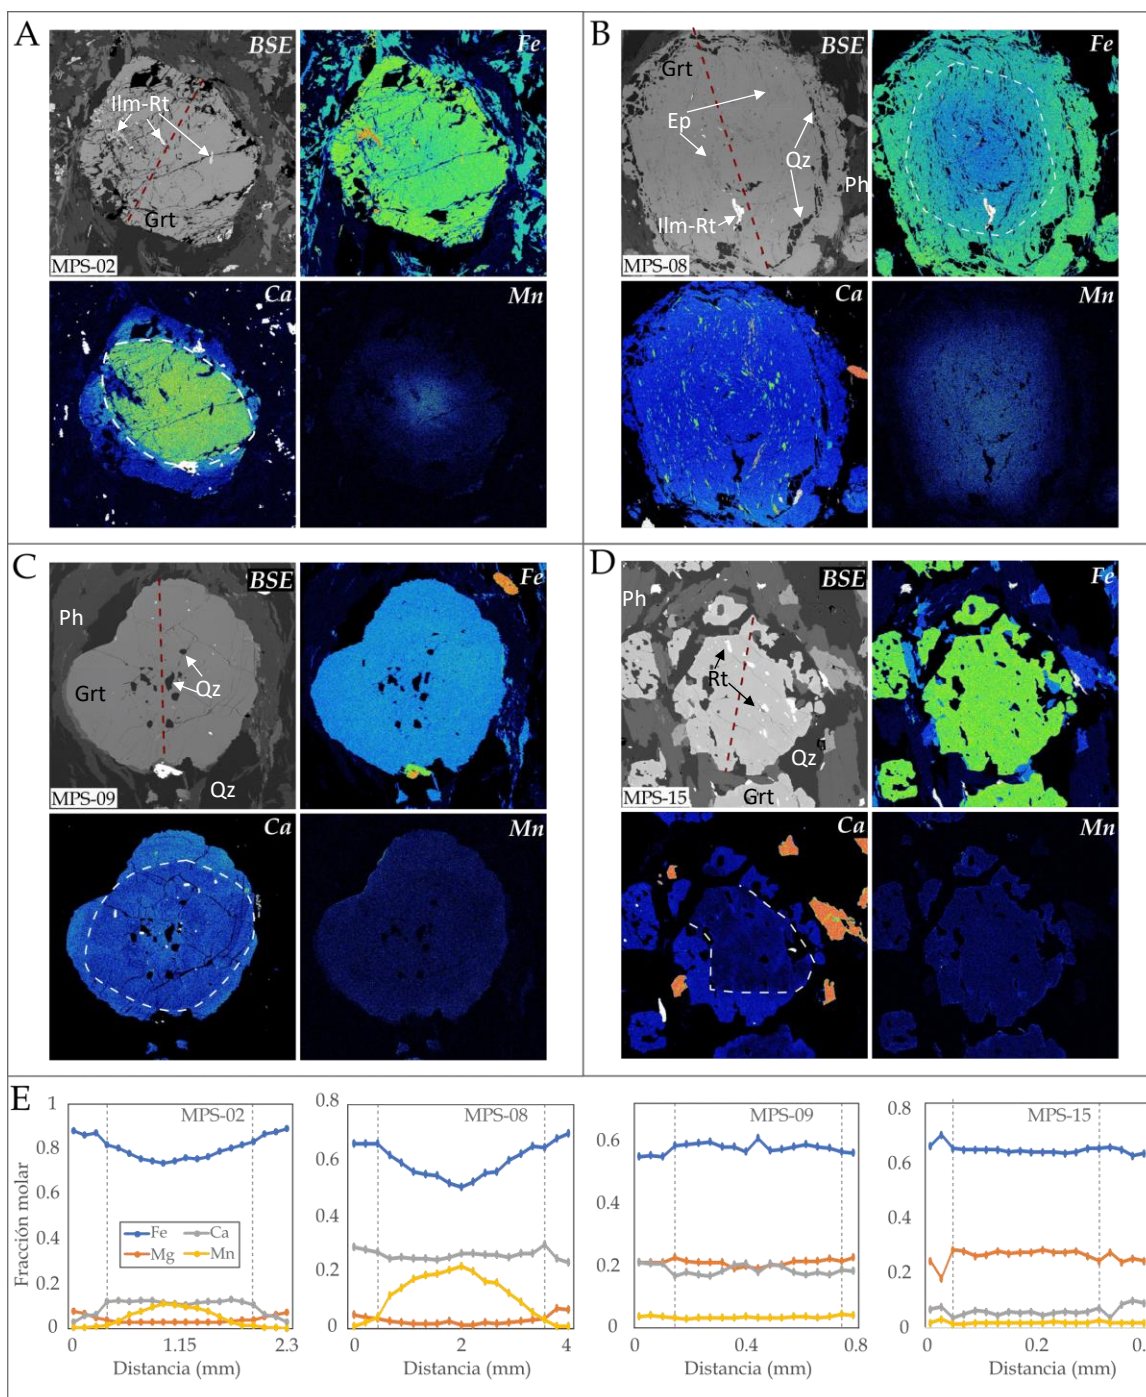 A
BSE
Fe
Ilm-Rt
Grt
MPS-02
Ca
Mn
B
BSE
Fe
Grt
Ep
Qz
Ph
Ilm-Rt
MPS-08
Ca
Mn
C
BSE
Fe
Ph
Grt
Qz
MPS-09
Qz
Ca
Mn
D
BSE
Fe
Ph
Rt
Qz
MPS-15
Grt
Ca
Mn
E
Fracción molar
MPS-02
1
0.8
0.6
0.4
0.2
0
Fe
Ca
Mg
Mn
0
1.15
2.3
Distancia (mm)
MPS-08
0.8
0.6
0.4
0.2
0
0
2
4
Distancia (mm)
MPS-09
0.6
0.4
0.2
0
0
0.4
0.8
Distancia (mm)
MPS-15
0.8
0.6
0.4
0.2
0
0
0.2
0.
Distancia (mm)